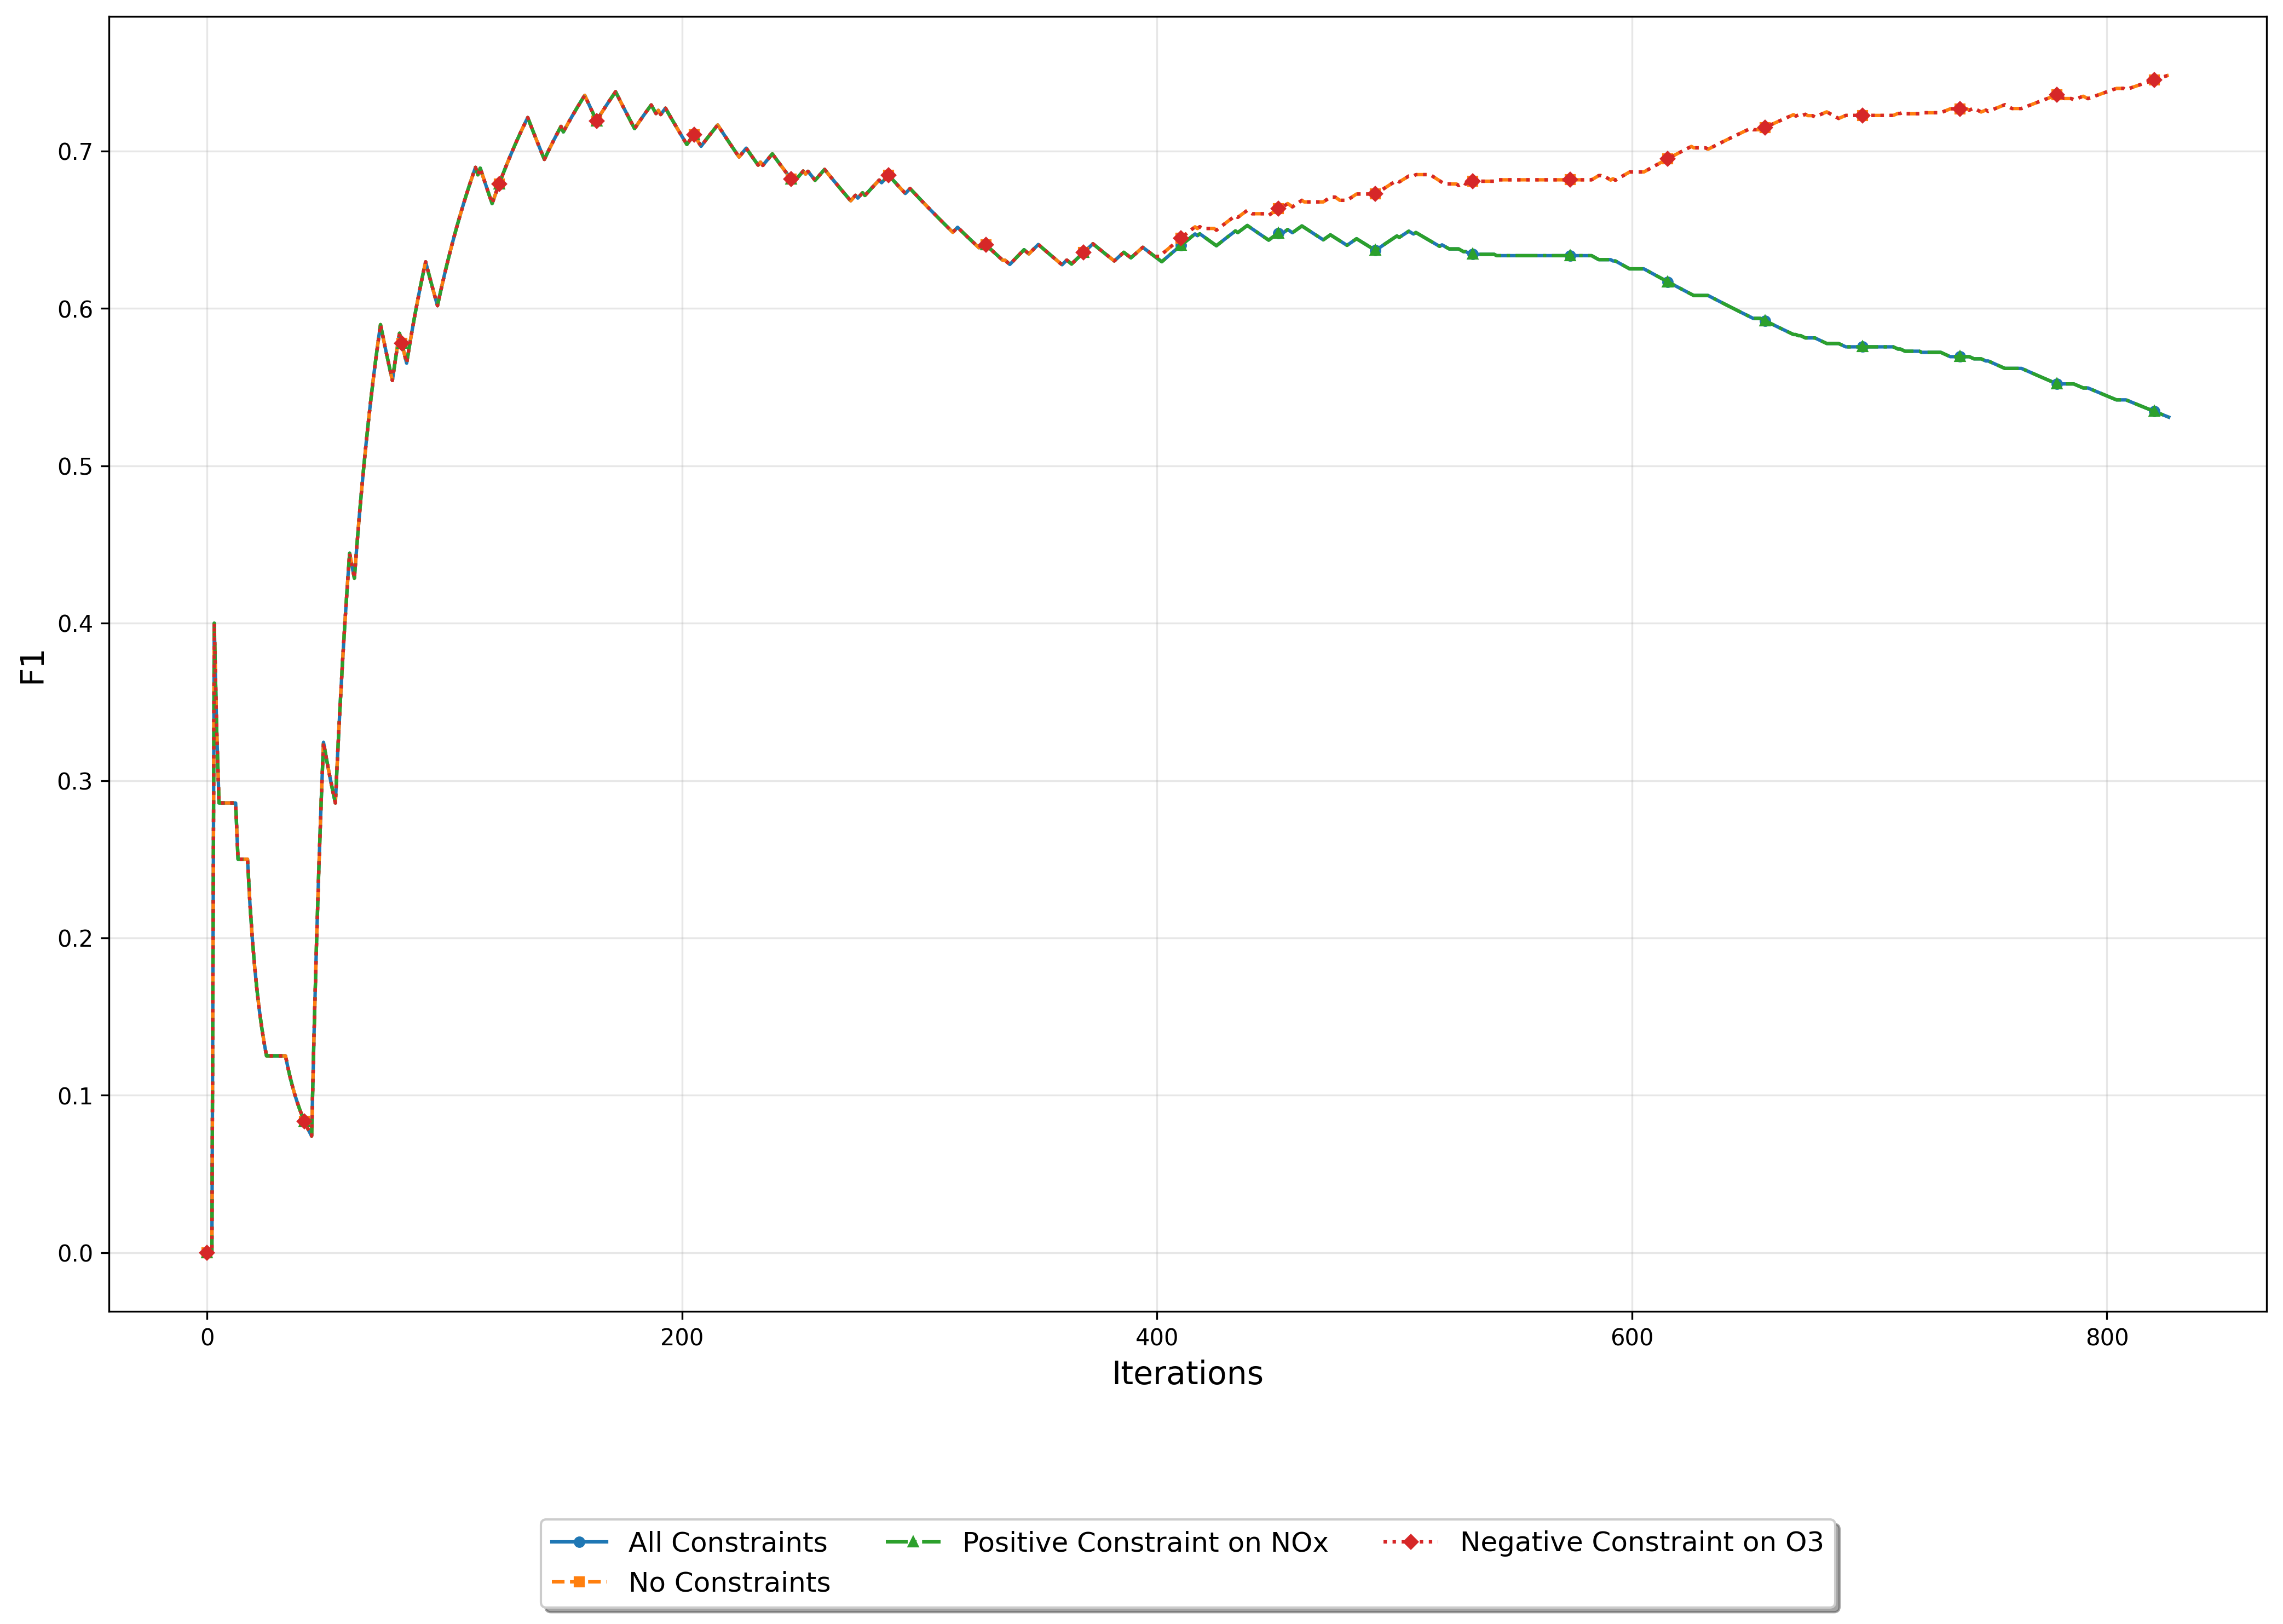 0.7
0.6
0.5
0.4
0.3
0.2
0.1
0.0
F1
0 200 400 600 800
Iterations
All Constraints Positive Constraint on NOx Negative Constraint on O3
No Constraints